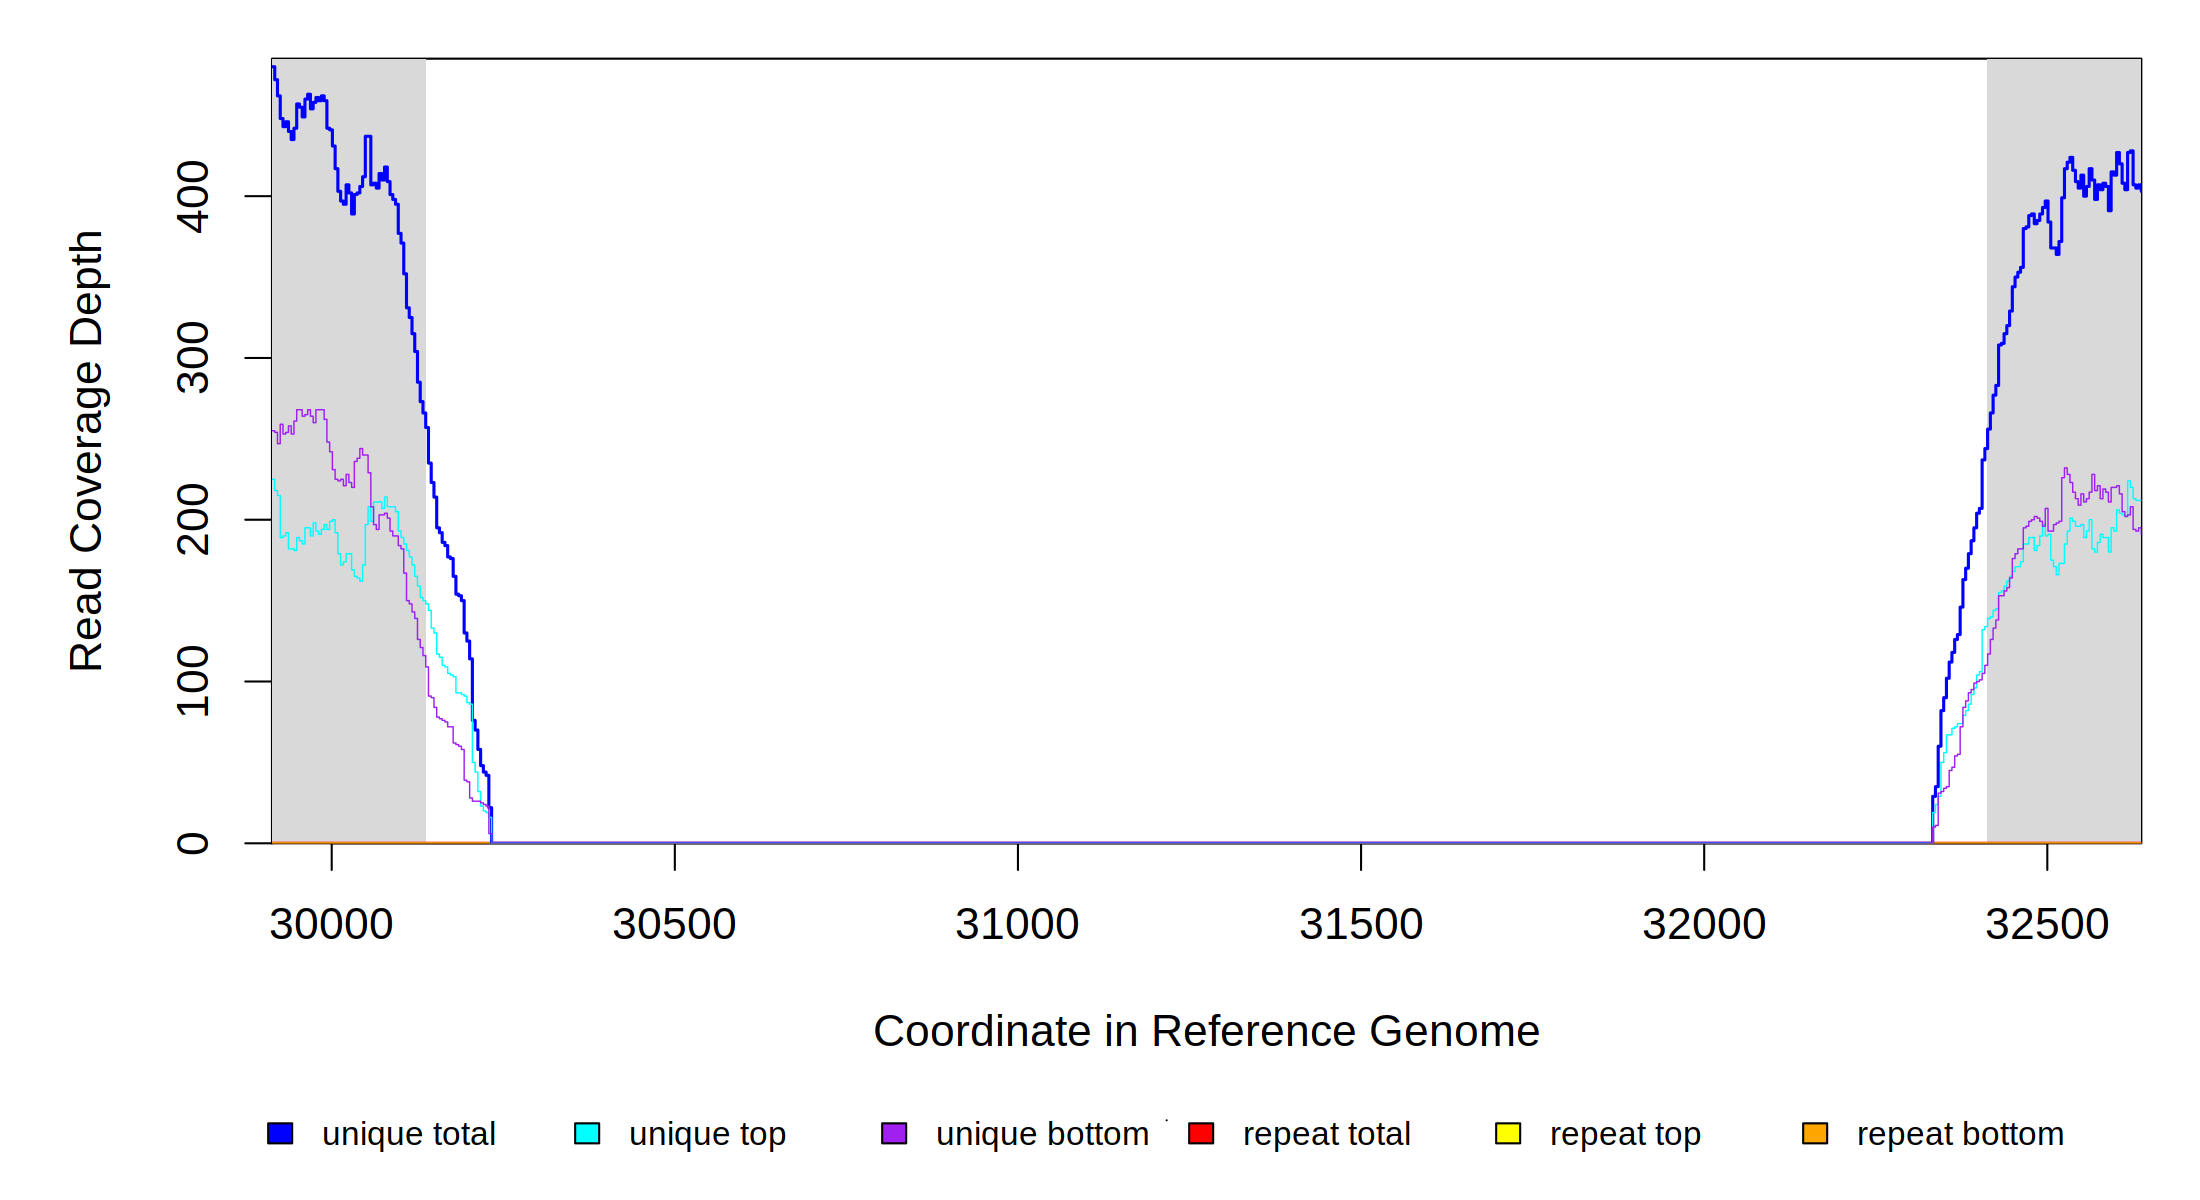 Read Coverage Depth
400
300
200
100
0
30000 30500 31000 31500 32000 32500
Coordinate in Reference Genome
unique total unique top unique bottom repeat total repeat top repeat bottom